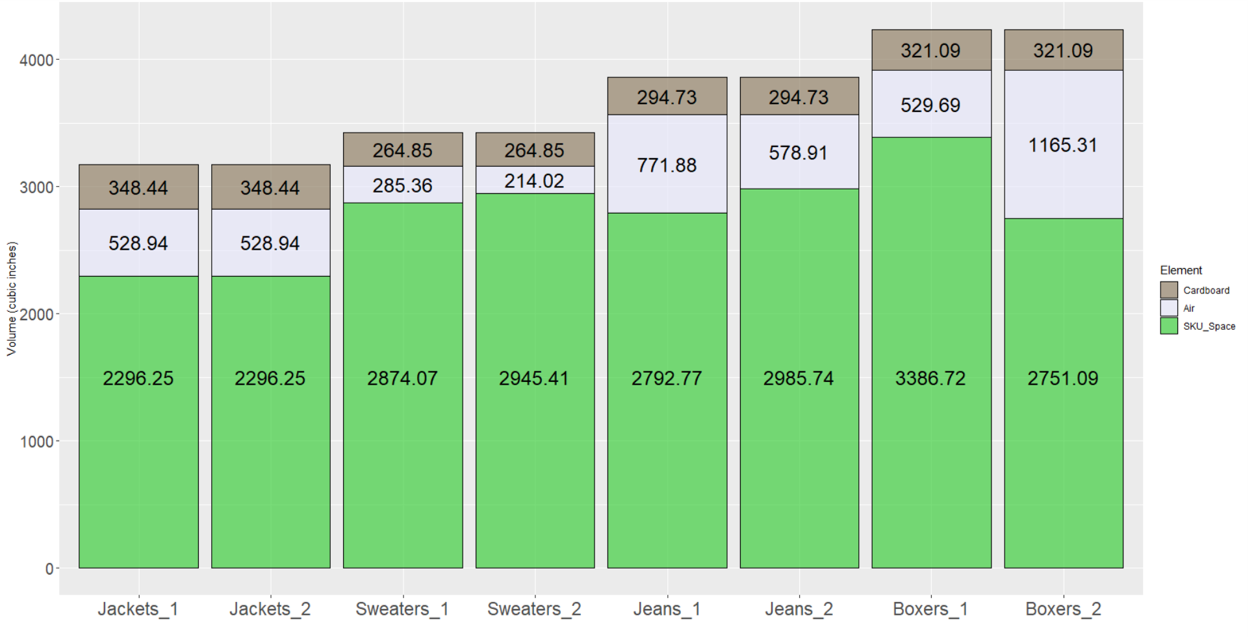 4000
321.09
321.09
294.73
294.73
529.69
264.85
264.85
578.91
1165.31
348.44
348.44
771.88
3000
285.36
214.02
528.94
528.94
Element
Cardboard
Air
SKU_Space
Volume (cubic inches)
2000
2296.25
2296.25
2874.07
2945.41
2792.77
2985.74
3386.72
2751.09
1000
0
Jackets_1
Jackets_2
Sweaters_1
Sweaters_2
Jeans_1
Jeans_2
Boxers_1
Boxers_2